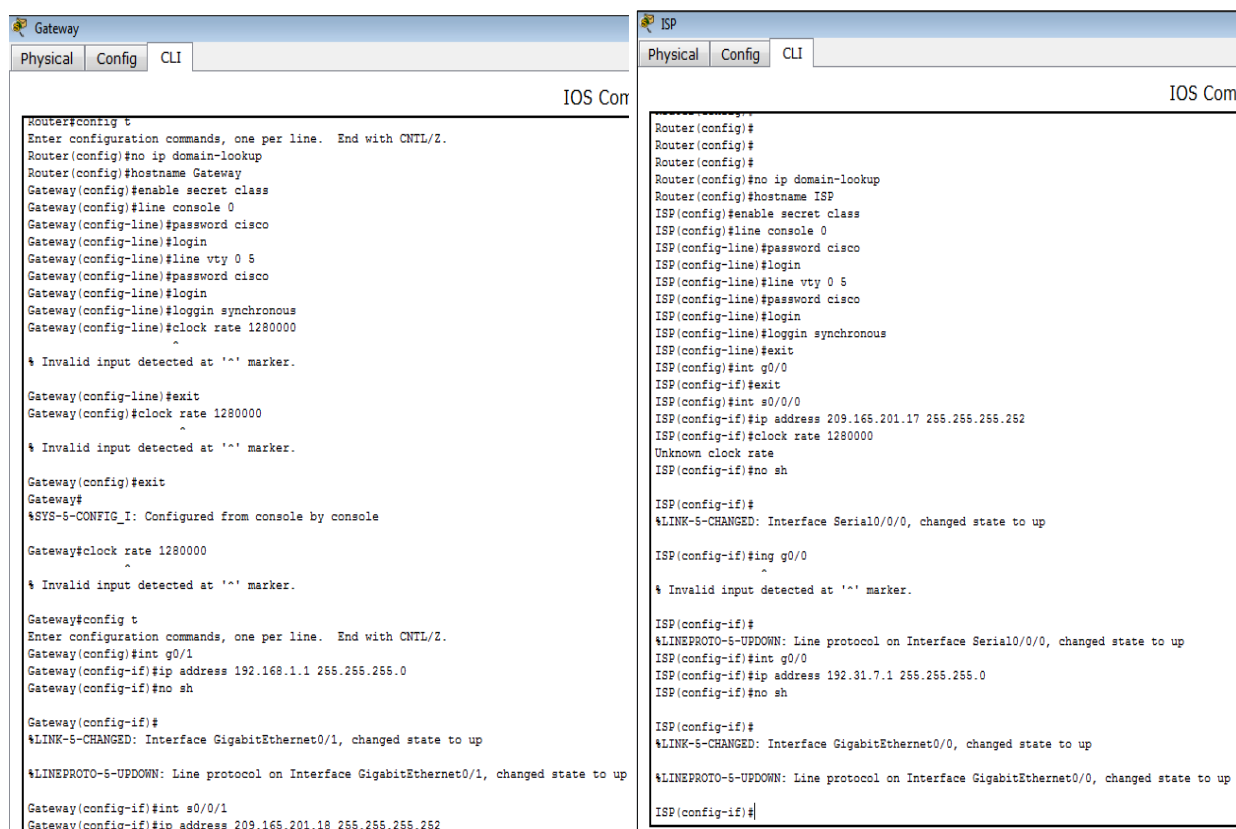 Gateway
Physical Config CLI
IOS Com
Router#config t
Enter configuration commands, one per line.  End with CNTL/Z.
Router(config)#no ip domain-lookup
Router(config)#hostname Gateway
Gateway(config)#enable secret class
Gateway(config)#line console 0
Gateway(config-line)#password cisco
Gateway(config-line)#login
Gateway(config-line)#line vty 0 5
Gateway(config-line)#password cisco
Gateway(config-line)#login
Gateway(config-line)#loggin synchronous
Gateway(config-line)#clock rate 1280000
^
% Invalid input detected at '^' marker.
Gateway(config-line)#exit
Gateway(config)#clock rate 1280000
^
% Invalid input detected at '^' marker.
Gateway(config)#exit
Gateway#
%SYS-5-CONFIG_I: Configured from console by console
Gateway#clock rate 1280000
^
% Invalid input detected at '^' marker.
Gateway#config t
Enter configuration commands, one per line.  End with CNTL/Z.
Gateway(config)#int g0/1
Gateway(config-if)#ip address 192.168.1.1 255.255.255.0
Gateway(config-if)#no sh
Gateway(config-if)#
%LINK-5-CHANGED: Interface GigabitEthernet0/1, changed state to up
%LINEPROTO-5-UPDOWN: Line protocol on Interface GigabitEthernet0/1, changed state to up
Gateway(config-if)#int s0/0/1
Gateway(config-if)#ip address 209.165.201.18 255.255.255.252
ISP
Physical Config CLI
IOS Com
Router(config)#
Router(config)#
Router(config)#
Router(config)#no ip domain-lookup
Router(config)#hostname ISP
ISP(config)#enable secret class
ISP(config)#line console 0
ISP(config-line)#password cisco
ISP(config-line)#login
ISP(config-line)#line vty 0 5
ISP(config-line)#password cisco
ISP(config-line)#login
ISP(config-line)#loggin synchronous
ISP(config-line)#exit
ISP(config)#int g0/0
ISP(config-if)#exit
ISP(config)#int s0/0/0
ISP(config-if)#ip address 209.165.201.17 255.255.255.252
ISP(config-if)#clock rate 1280000
Unknown clock rate
ISP(config-if)#no sh
ISP(config-if)#
%LINK-5-CHANGED: Interface Serial0/0/0, changed state to up
ISP(config-if)#ing g0/0
^
% Invalid input detected at '^' marker.
ISP(config-if)#
%LINEPROTO-5-UPDOWN: Line protocol on Interface Serial0/0/0, changed state to up
ISP(config-if)#int g0/0
ISP(config-if)#ip address 192.31.7.1 255.255.255.0
ISP(config-if)#no sh
ISP(config-if)#
%LINK-5-CHANGED: Interface GigabitEthernet0/0, changed state to up
%LINEPROTO-5-UPDOWN: Line protocol on Interface GigabitEthernet0/0, changed state to up
ISP(config-if)#